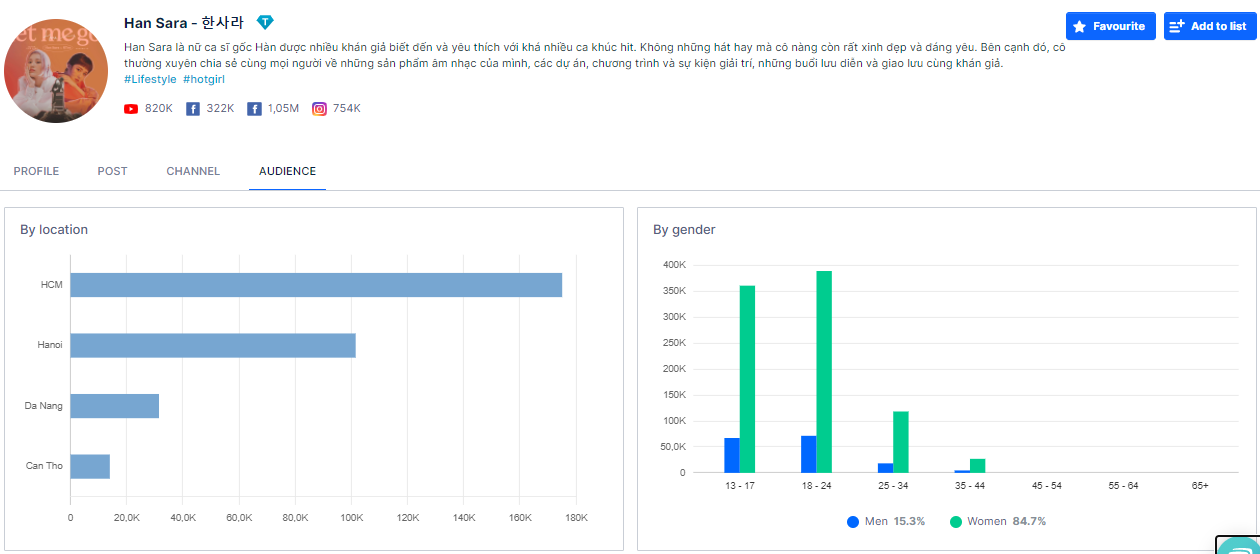 et me go
Han Sara - 한사라
T
Favourite
Add to list
Han Sara là nữ ca sĩ gốc Hàn được nhiều khán giả biết đến và yêu thích với khá nhiều ca khúc hit. Không những hát hay mà cô nàng còn rất xinh đẹp và đáng yêu. Bên cạnh đó, cô
thường xuyên chia sẻ cùng mọi người về những sản phẩm âm nhạc của mình, các dự án, chương trình và sự kiện giải trí, những buổi lưu diễn và giao lưu cùng khán giả.
#Lifestyle #hotgirl
820K 322K 1,05M 754K
PROFILE POST CHANNEL AUDIENCE
By location
HCM
Hanoi
Da Nang
Can Tho
0 20,0K 40,0K 60,0K 80,0K 100K 120K 140K 160K 180K
By gender
400K
350K
300K
250K
200K
150K
100K
50,0K
0
13 - 17 18 - 24 25 - 34 35 - 44 45 - 54 55 - 64 65+
Men 15.3% Women 84.7%